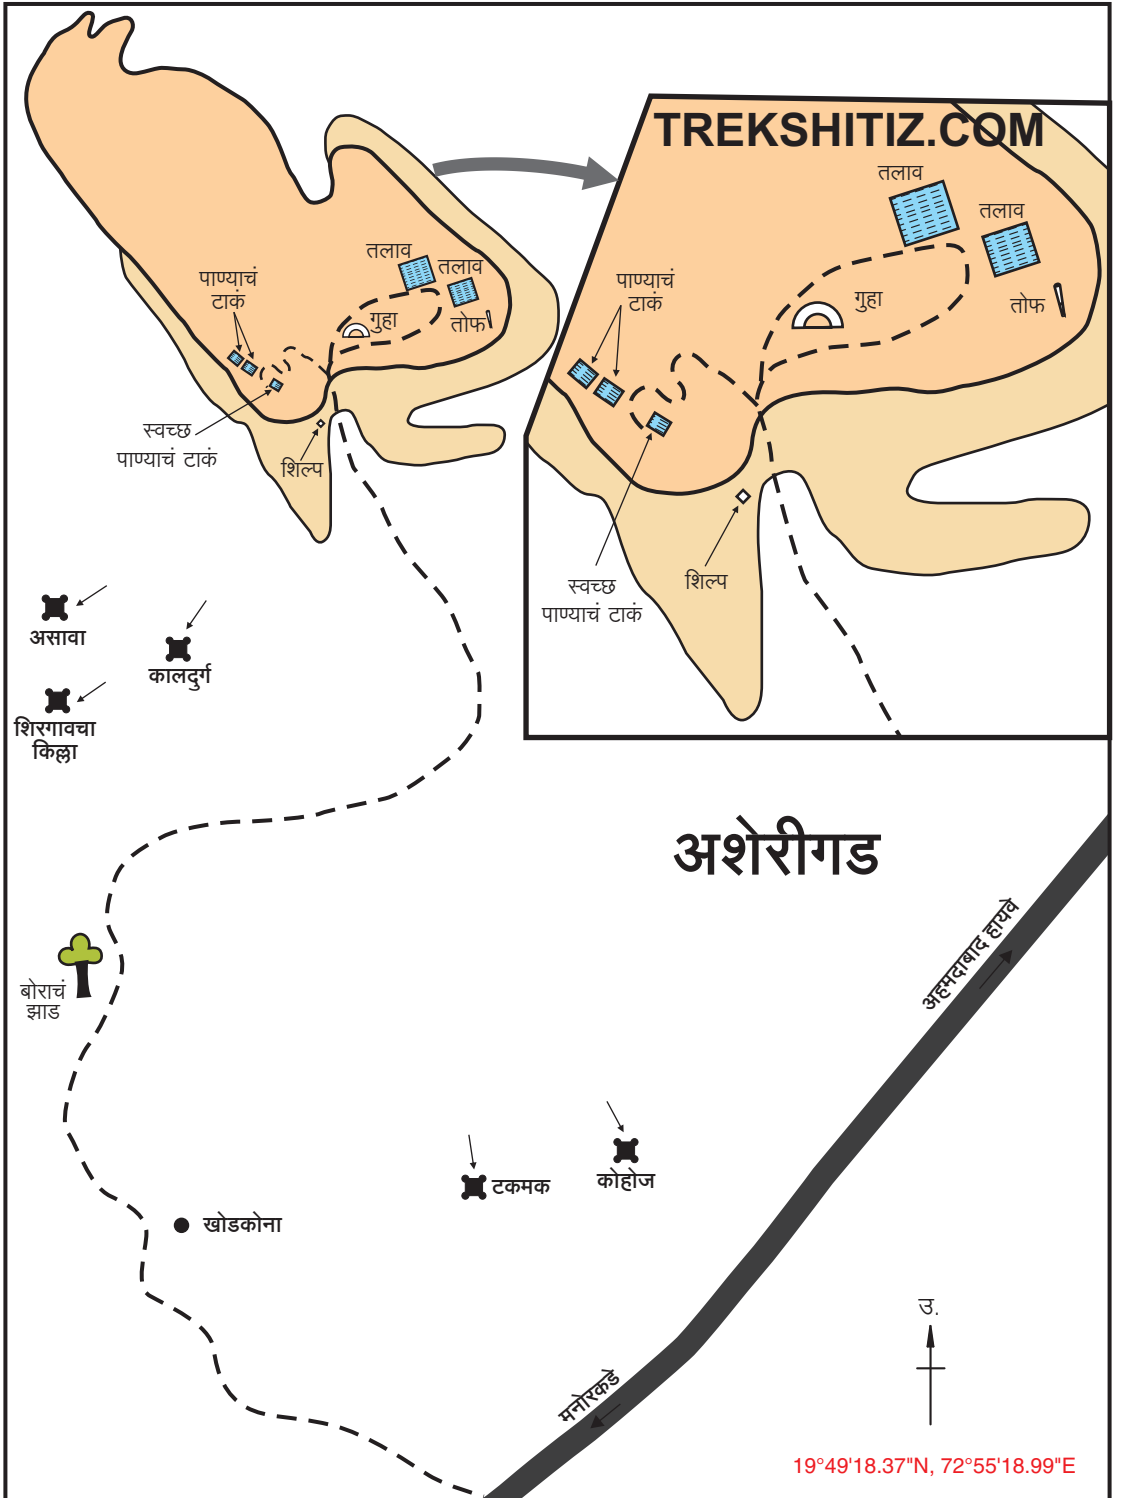 TREKSHITIZ.COM
तलाव
तलाव
पाण्याचं
टाकं
गुहा
तोफ
स्वच्छ
पाण्याचं टाकं
शिल्प
तलाव
तलाव
पाण्याचं
टाकं
गुहा
तोफ
स्वच्छ
पाण्याचं टाकं
शिल्प
असावा
कालदुर्ग
शिरगावचा
किल्ला
अशेरीगड
अहमदाबाद हायवे
बोराचं
झाड
कोहोज
टकमक
खोडकोना
उ.
मनोरकडे
19°49'18.37"N, 72°55'18.99"E